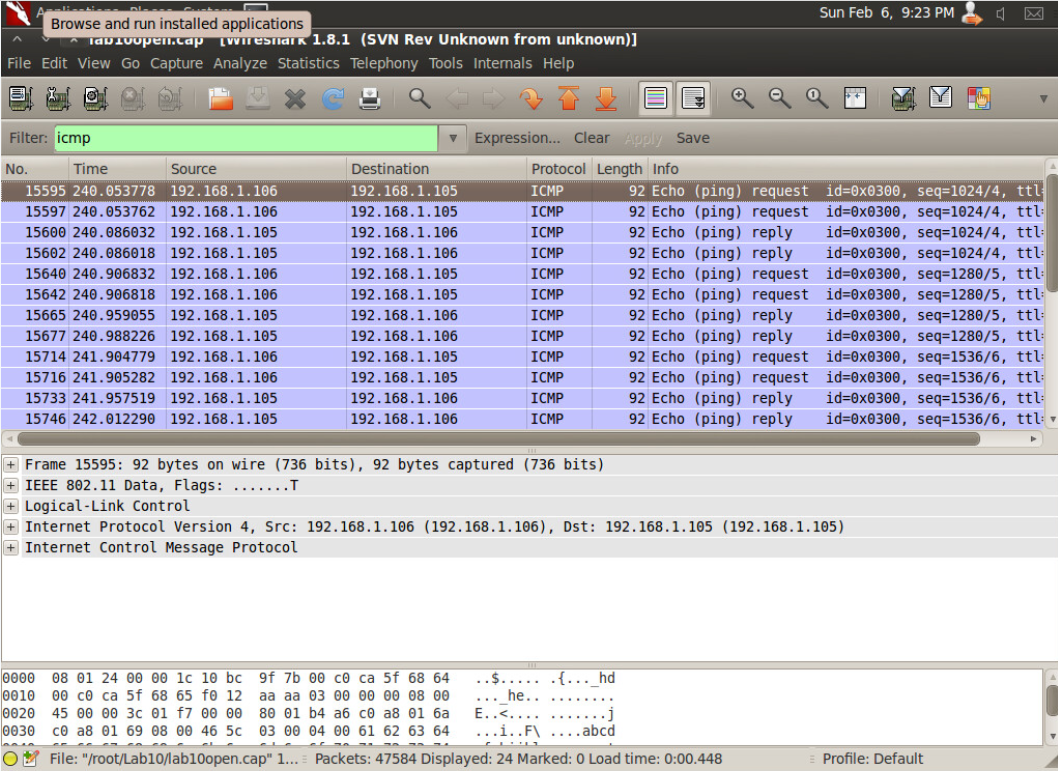 Applications Places System
Sun Feb 6, 9:23 PM
Browse and run installed applications
lab10open.cap [Wireshark 1.8.1 (SVN Rev Unknown from unknown)]
File Edit View Go Capture Analyze Statistics Telephony Tools Internals Help
Filter: icmp Expression... Clear Apply Save
No. Time Source Destination Protocol Length Info
15595 240.053778 192.168.1.106 192.168.1.105 ICMP 92 Echo (ping) request id=0x0300, seq=1024/4, ttl=
15597 240.053762 192.168.1.106 192.168.1.105 ICMP 92 Echo (ping) request id=0x0300, seq=1024/4, ttl=
15600 240.086032 192.168.1.105 192.168.1.106 ICMP 92 Echo (ping) reply id=0x0300, seq=1024/4, ttl=
15602 240.086018 192.168.1.105 192.168.1.106 ICMP 92 Echo (ping) reply id=0x0300, seq=1024/4, ttl=
15640 240.906832 192.168.1.106 192.168.1.105 ICMP 92 Echo (ping) request id=0x0300, seq=1280/5, ttl=
15642 240.906818 192.168.1.106 192.168.1.105 ICMP 92 Echo (ping) request id=0x0300, seq=1280/5, ttl=
15665 240.959055 192.168.1.105 192.168.1.106 ICMP 92 Echo (ping) reply id=0x0300, seq=1280/5, ttl=
15677 240.988226 192.168.1.105 192.168.1.106 ICMP 92 Echo (ping) reply id=0x0300, seq=1280/5, ttl=
15714 241.904779 192.168.1.106 192.168.1.105 ICMP 92 Echo (ping) request id=0x0300, seq=1536/6, ttl=
15716 241.905282 192.168.1.106 192.168.1.105 ICMP 92 Echo (ping) request id=0x0300, seq=1536/6, ttl=
15733 241.957519 192.168.1.105 192.168.1.106 ICMP 92 Echo (ping) reply id=0x0300, seq=1536/6, ttl=
15746 242.012290 192.168.1.105 192.168.1.106 ICMP 92 Echo (ping) reply id=0x0300, seq=1536/6, ttl=
Frame 15595: 92 bytes on wire (736 bits), 92 bytes captured (736 bits)
IEEE 802.11 Data, Flags: .......T
Logical-Link Control
Internet Protocol Version 4, Src: 192.168.1.106 (192.168.1.106), Dst: 192.168.1.105 (192.168.1.105)
Internet Control Message Protocol
0000 08 01 24 00 00 1c 10 bc 9f 7b 00 c0 ca 5f 68 64 ..$..... .{..._hd
0010 00 c0 ca 5f 68 65 f0 12 aa aa 03 00 00 00 08 00 ..._he.. ........
0020 45 00 00 3c 01 f7 00 00 80 01 b4 a6 c0 a8 01 6a E..<.... .......j
0030 c0 a8 01 69 08 00 46 5c 03 00 04 00 61 62 63 64 ...i..F\ ....abcd
File: "/root/Lab10/lab10open.cap" 1... Packets: 47584 Displayed: 24 Marked: 0 Load time: 0:00.448 Profile: Default